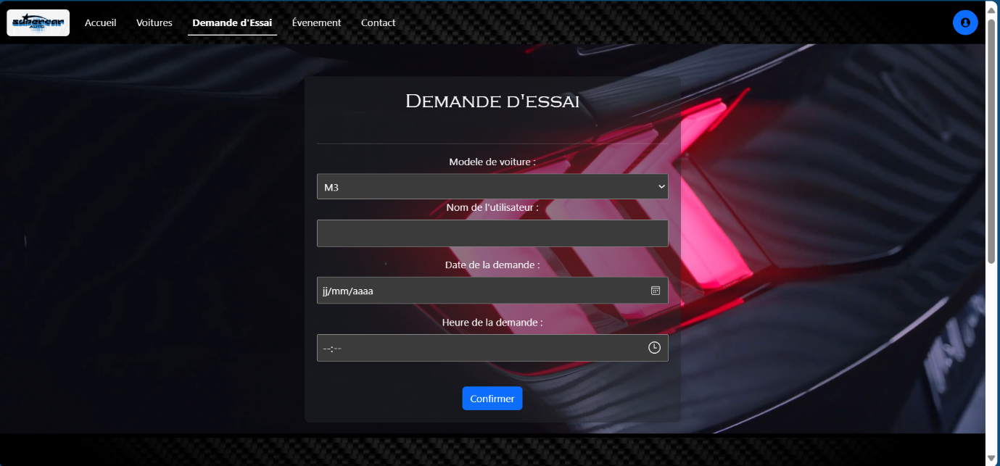 supercar
AUTO
Accueil
Voitures
Demande d'Essai
Évenement
Contact
Demande d'essai
Modele de voiture :
M3
Nom de l'utilisateur :
Date de la demande :
jj/mm/aaaa
Heure de la demande :
--:--
Confirmer